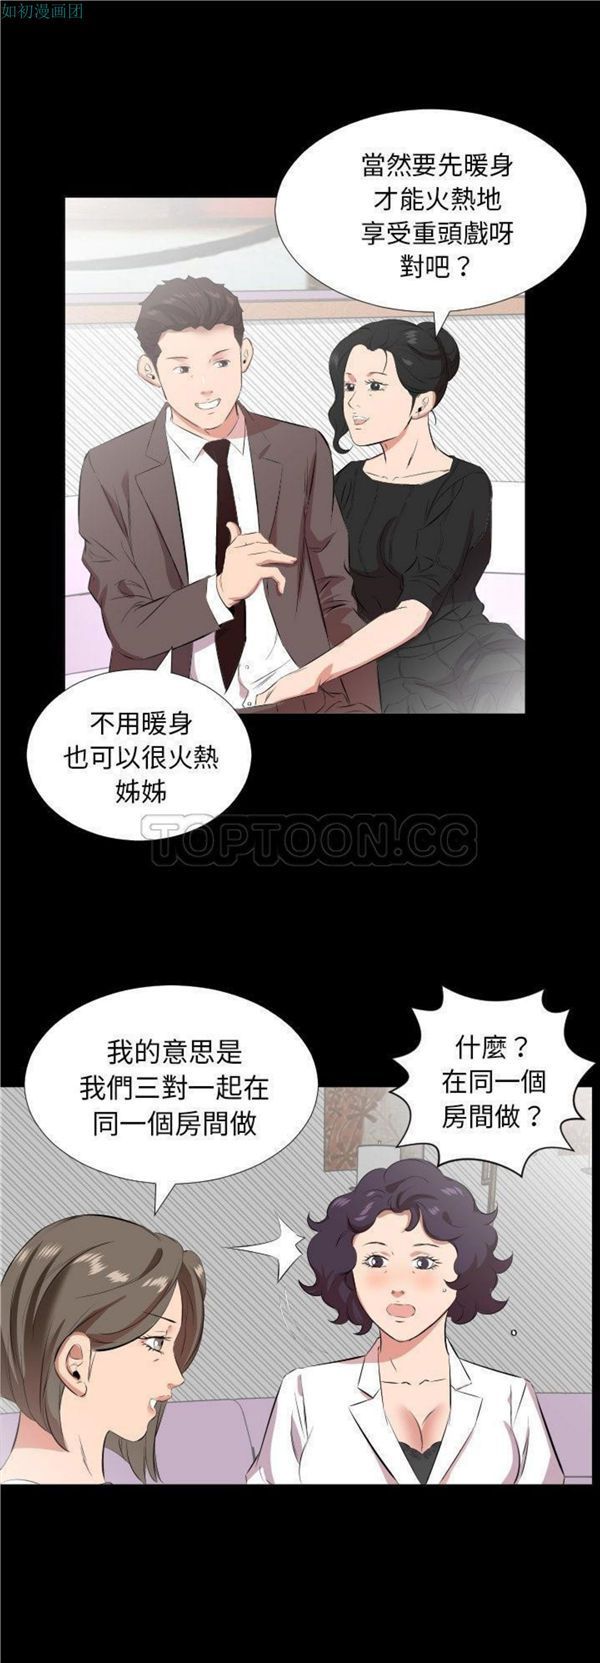 如初漫画团
當然要先暖身
才能火熱地
享受重頭戲呀
對吧？
不用暖身
也可以很火熱
姊姊
TOPTOON.CC
我的意思是
我們三對一起在
同一個房間做
什麼？
在同一個
房間做？